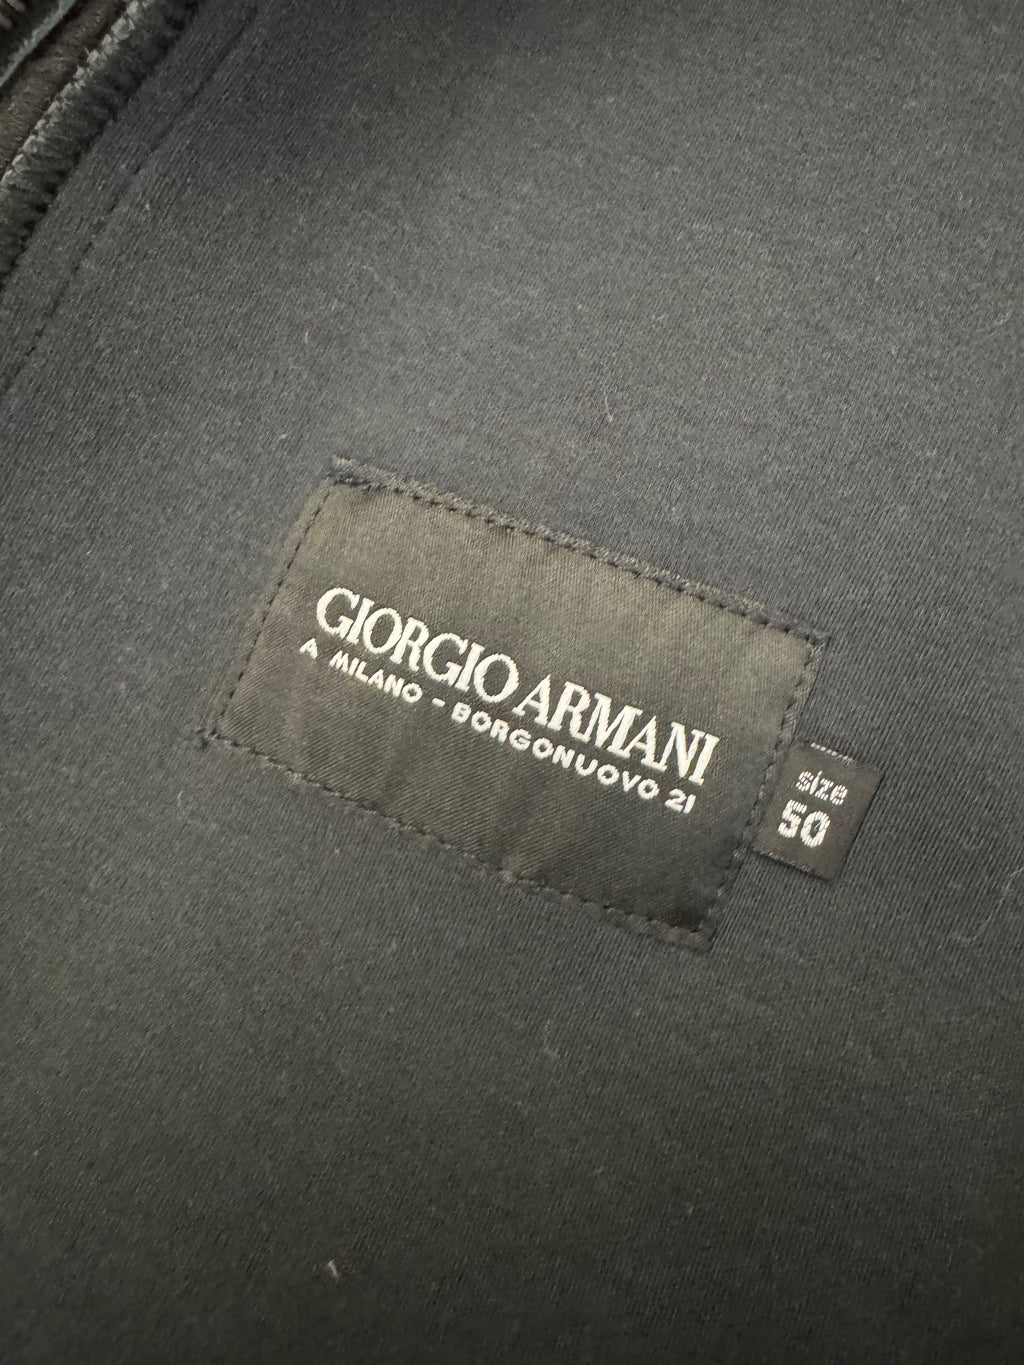 GIORGIO ARMANI
A MILANO - BORGONUOVO 21
size
50